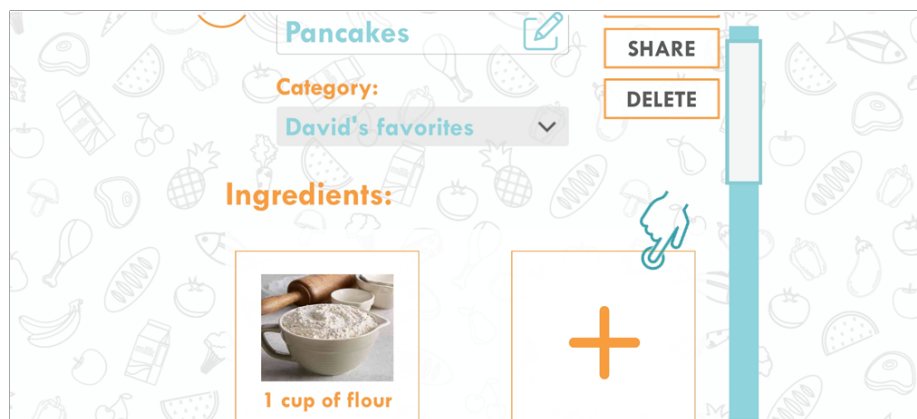 Pancakes
SHARE
Category:
DELETE
David's favorites
Ingredients:
1 cup of flour